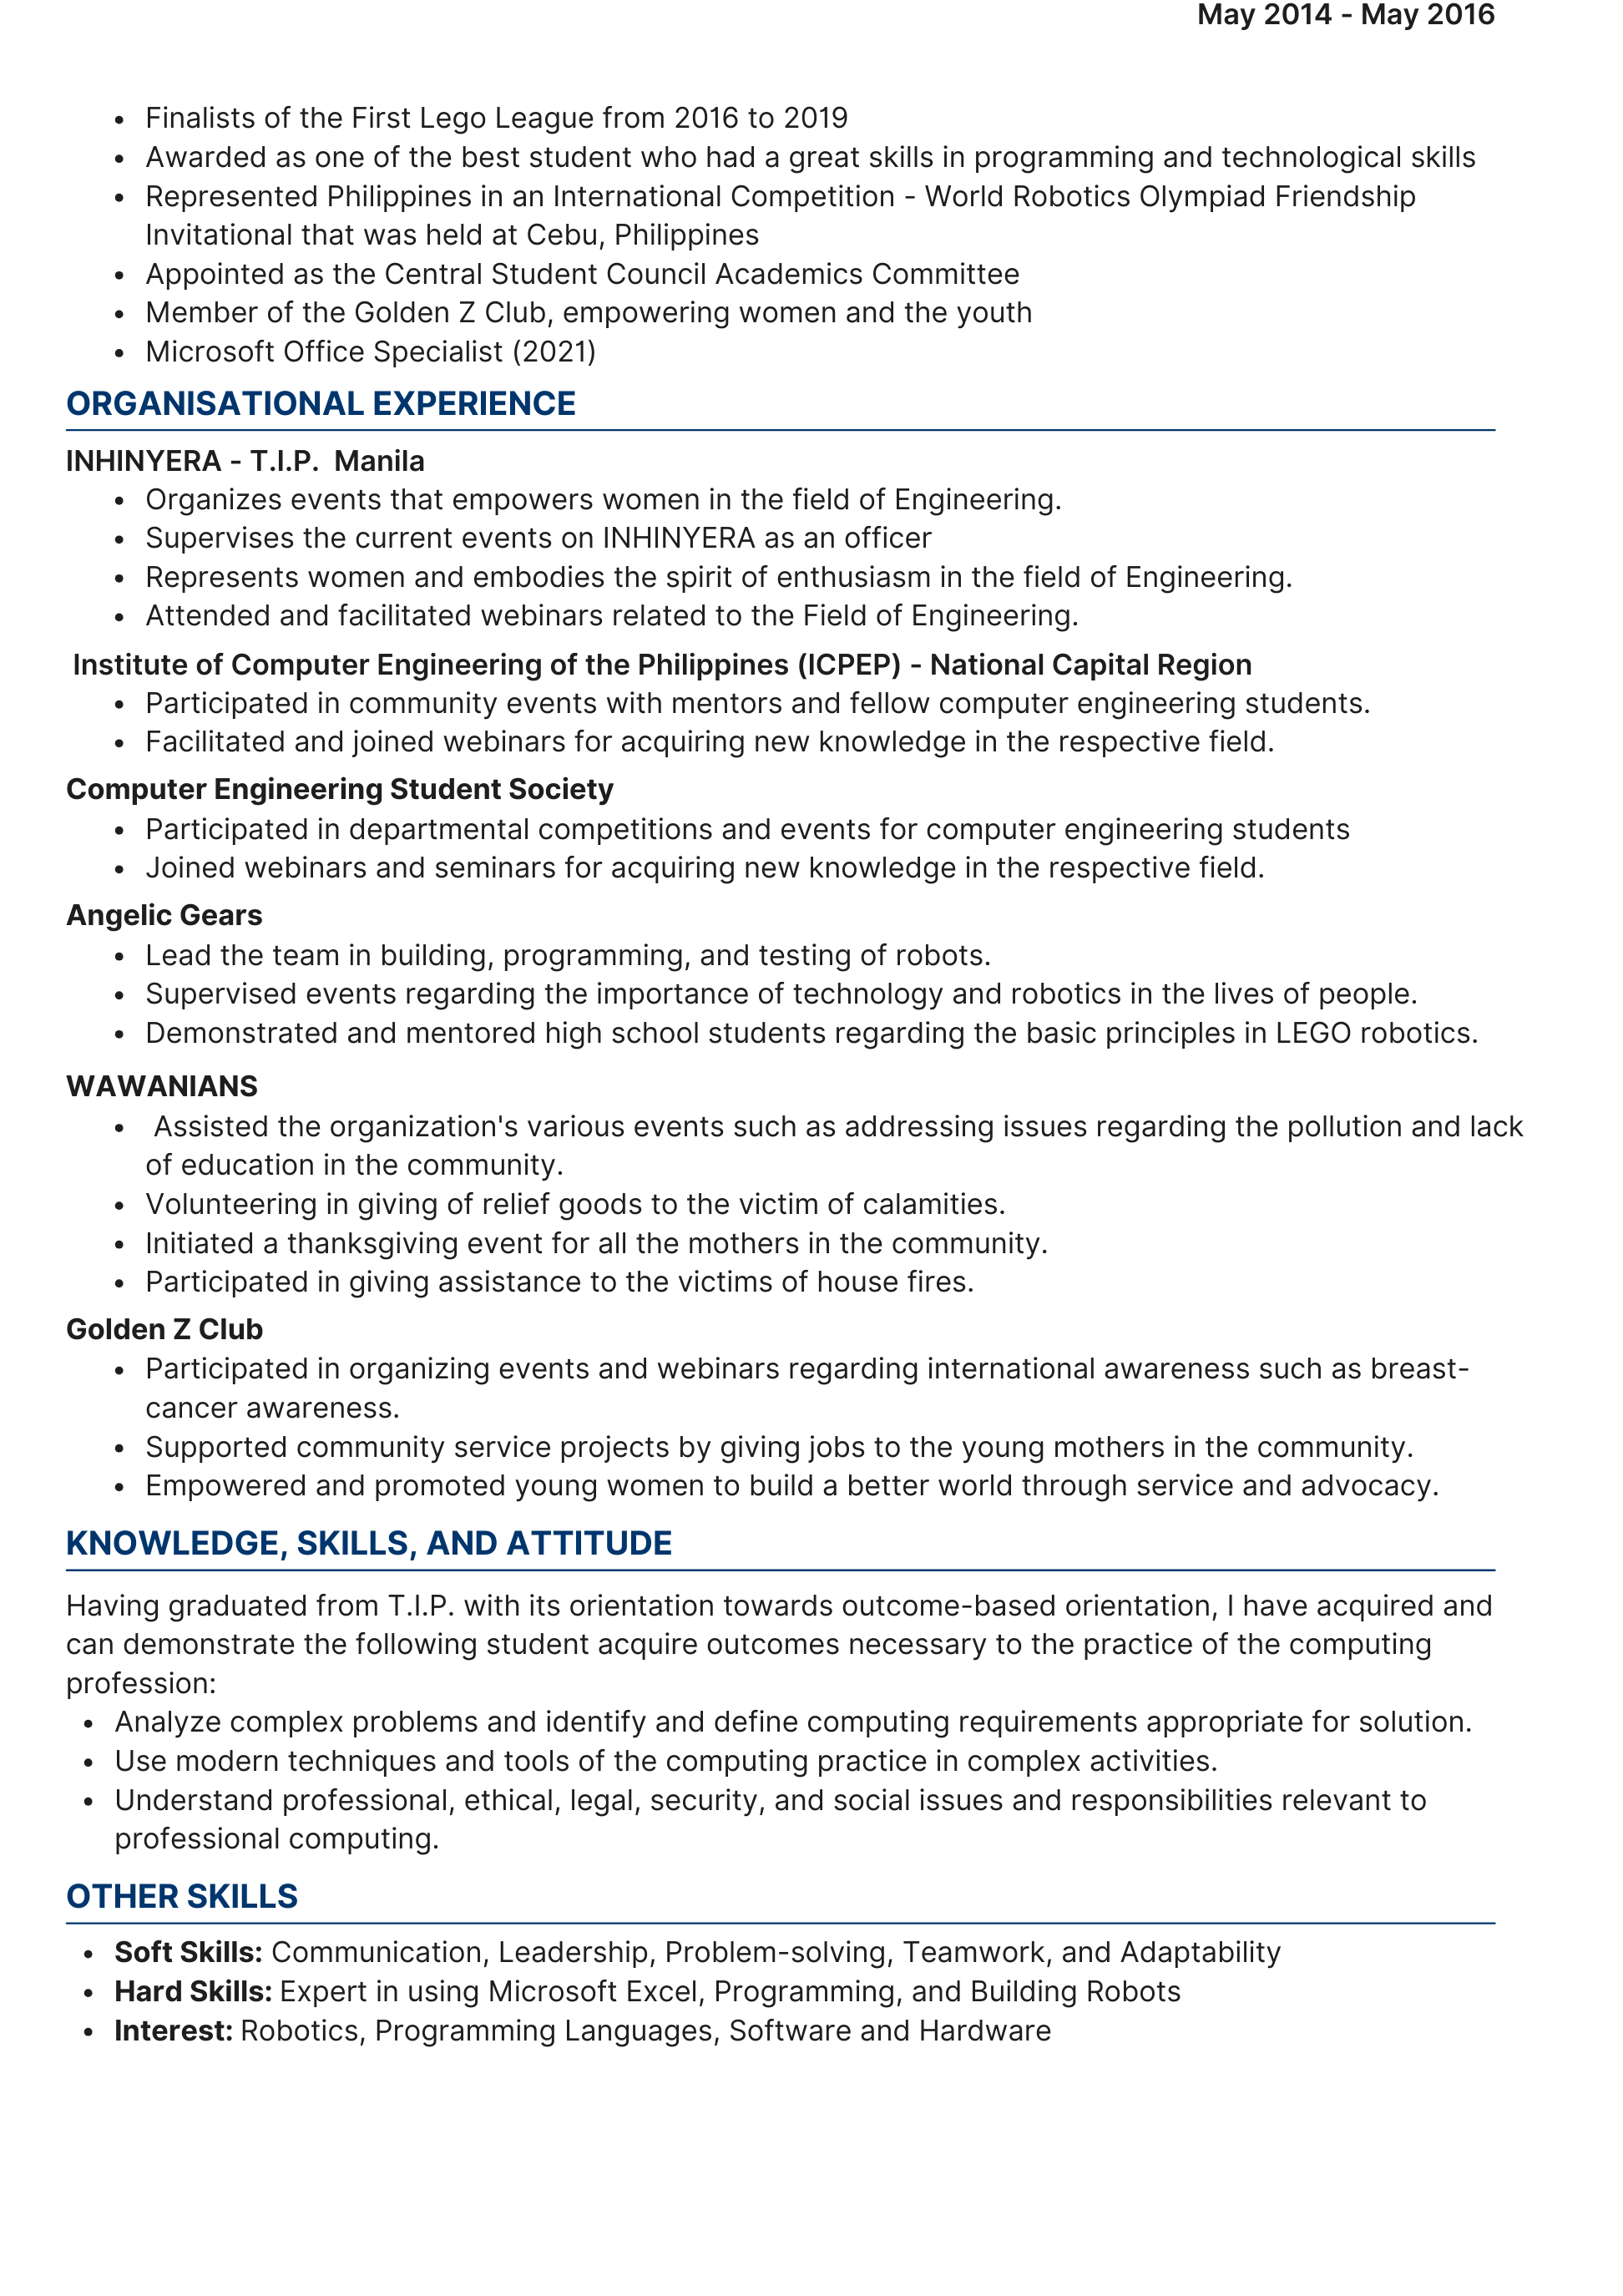 May 2014 - May 2016
• Finalists of the First Lego League from 2016 to 2019
• Awarded as one of the best student who had a great skills in programming and technological skills
• Represented Philippines in an International Competition - World Robotics Olympiad Friendship
Invitational that was held at Cebu, Philippines
• Appointed as the Central Student Council Academics Committee
• Member of the Golden Z Club, empowering women and the youth
• Microsoft Office Specialist (2021)
ORGANISATIONAL EXPERIENCE
INHINYERA - T.I.P.  Manila
• Organizes events that empowers women in the field of Engineering.
• Supervises the current events on INHINYERA as an officer
• Represents women and embodies the spirit of enthusiasm in the field of Engineering.
• Attended and facilitated webinars related to the Field of Engineering.
Institute of Computer Engineering of the Philippines (ICPEP) - National Capital Region
• Participated in community events with mentors and fellow computer engineering students.
• Facilitated and joined webinars for acquiring new knowledge in the respective field.
Computer Engineering Student Society
• Participated in departmental competitions and events for computer engineering students
• Joined webinars and seminars for acquiring new knowledge in the respective field.
Angelic Gears
• Lead the team in building, programming, and testing of robots.
• Supervised events regarding the importance of technology and robotics in the lives of people.
• Demonstrated and mentored high school students regarding the basic principles in LEGO robotics.
WAWANIANS
• Assisted the organization's various events such as addressing issues regarding the pollution and lack
of education in the community.
• Volunteering in giving of relief goods to the victim of calamities.
• Initiated a thanksgiving event for all the mothers in the community.
• Participated in giving assistance to the victims of house fires.
Golden Z Club
• Participated in organizing events and webinars regarding international awareness such as breast-
cancer awareness.
• Supported community service projects by giving jobs to the young mothers in the community.
• Empowered and promoted young women to build a better world through service and advocacy.
KNOWLEDGE, SKILLS, AND ATTITUDE
Having graduated from T.I.P. with its orientation towards outcome-based orientation, I have acquired and
can demonstrate the following student acquire outcomes necessary to the practice of the computing
profession:
• Analyze complex problems and identify and define computing requirements appropriate for solution.
• Use modern techniques and tools of the computing practice in complex activities.
• Understand professional, ethical, legal, security, and social issues and responsibilities relevant to
professional computing.
OTHER SKILLS
• Soft Skills: Communication, Leadership, Problem-solving, Teamwork, and Adaptability
• Hard Skills: Expert in using Microsoft Excel, Programming, and Building Robots
• Interest: Robotics, Programming Languages, Software and Hardware